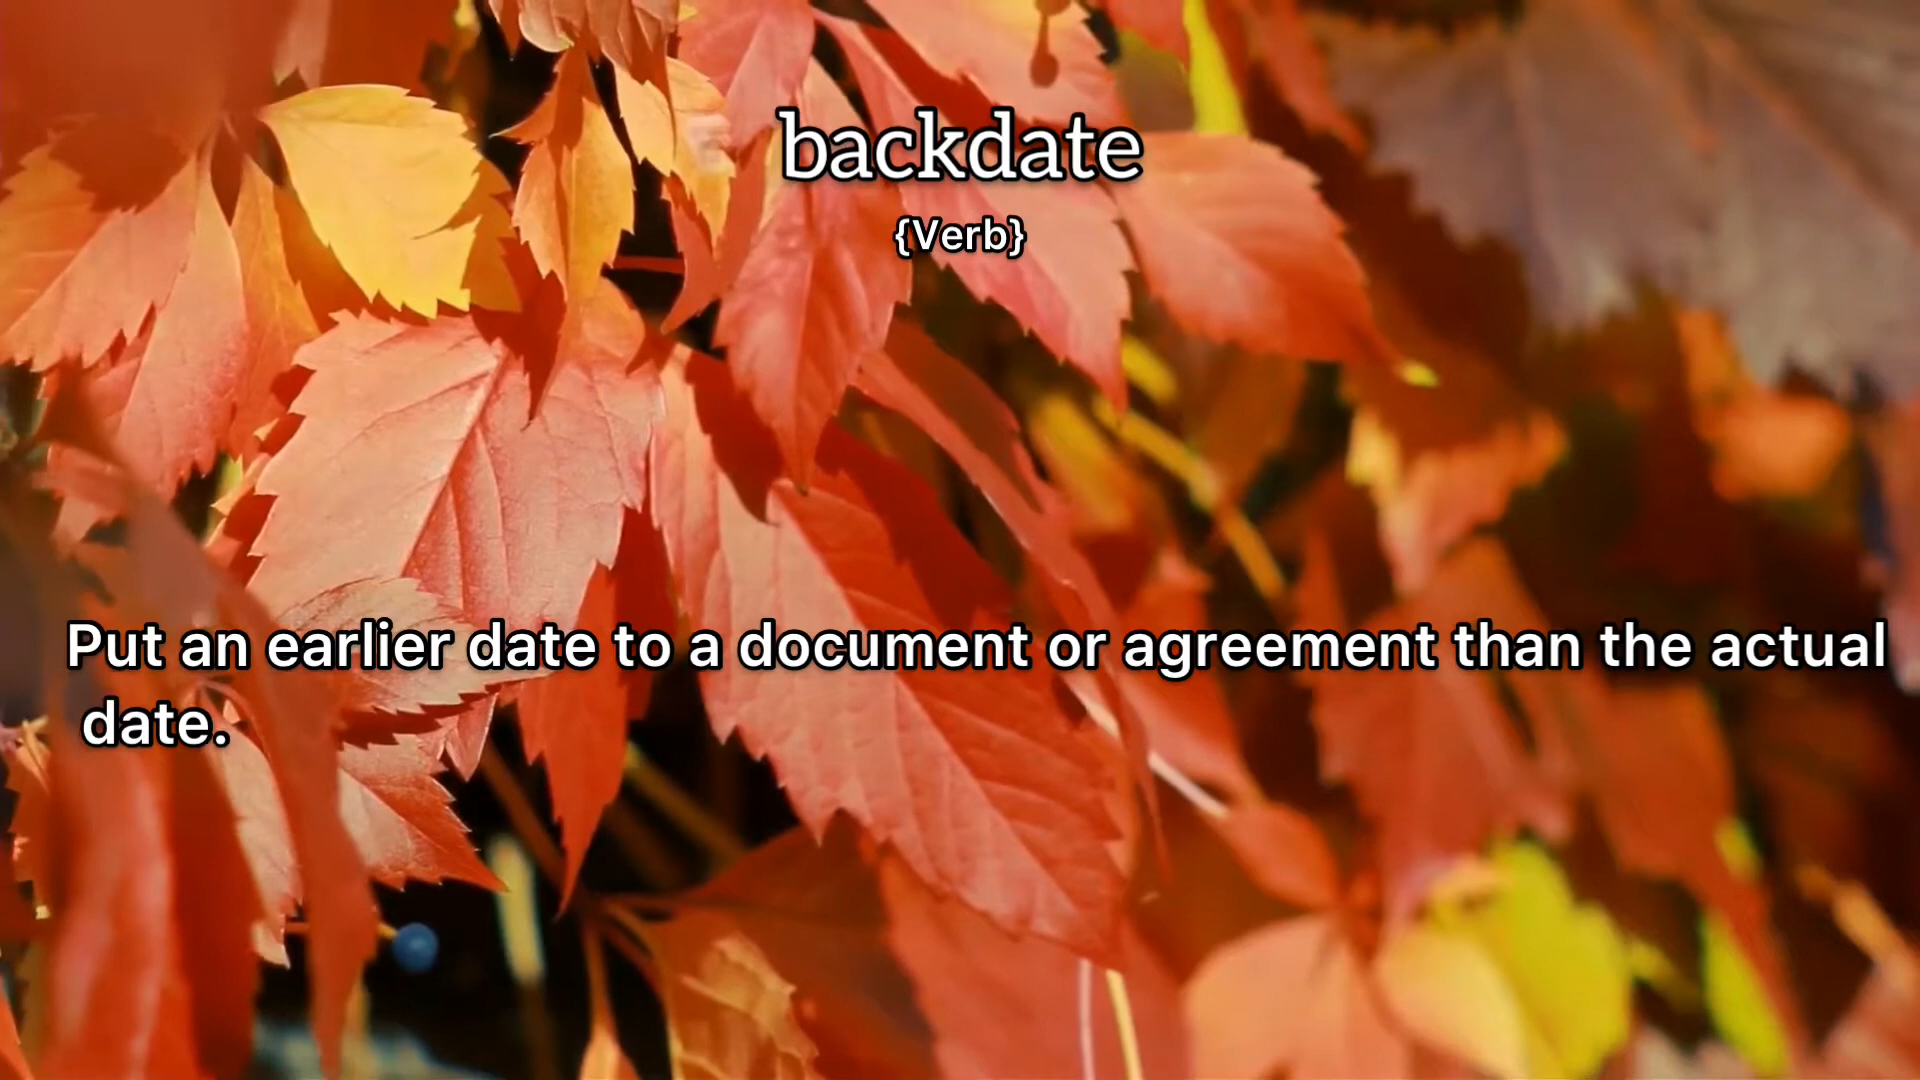 backdate
{Verb}
Put an earlier date to a document or agreement than the actual
date.